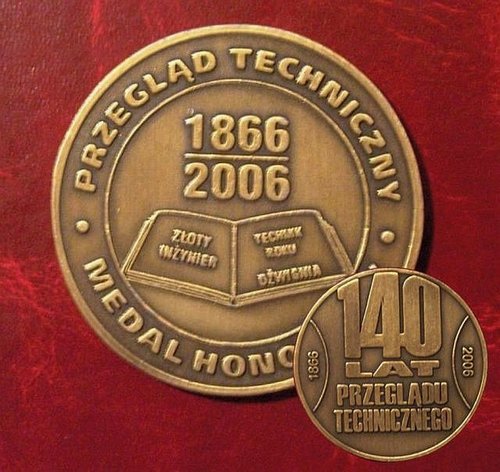 PRZEGLĄD TECHNICZNY
1866
2006
ZŁOTY
INŻYNIER
TECHNIK
ROKU
DŹWIGNIA
MEDAL HONO
140
LAT
PRZEGLĄDU
TECHNICZNEGO
1866
2006